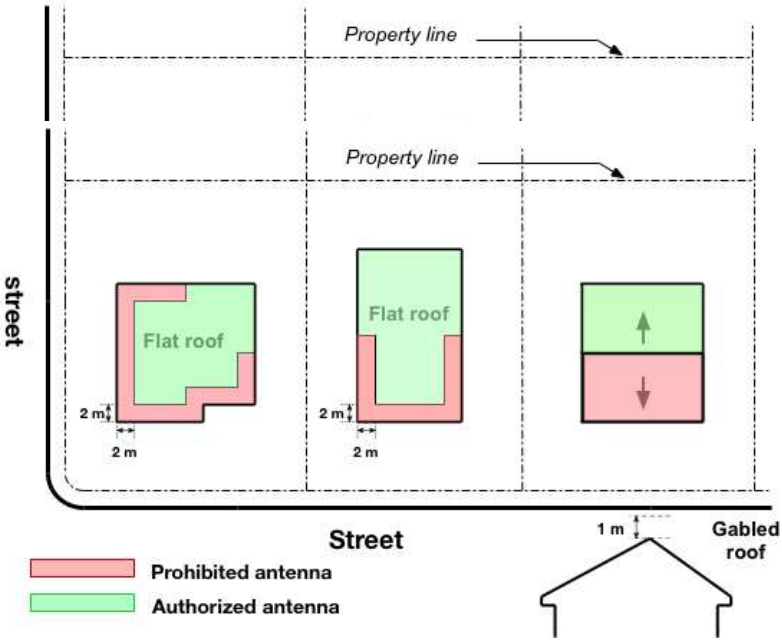 Property line
Property line
street
Flat roof
Flat roof
2 m
2 m
2 m
2 m
Street
1 m
Gabled
roof
Prohibited antenna
Authorized antenna